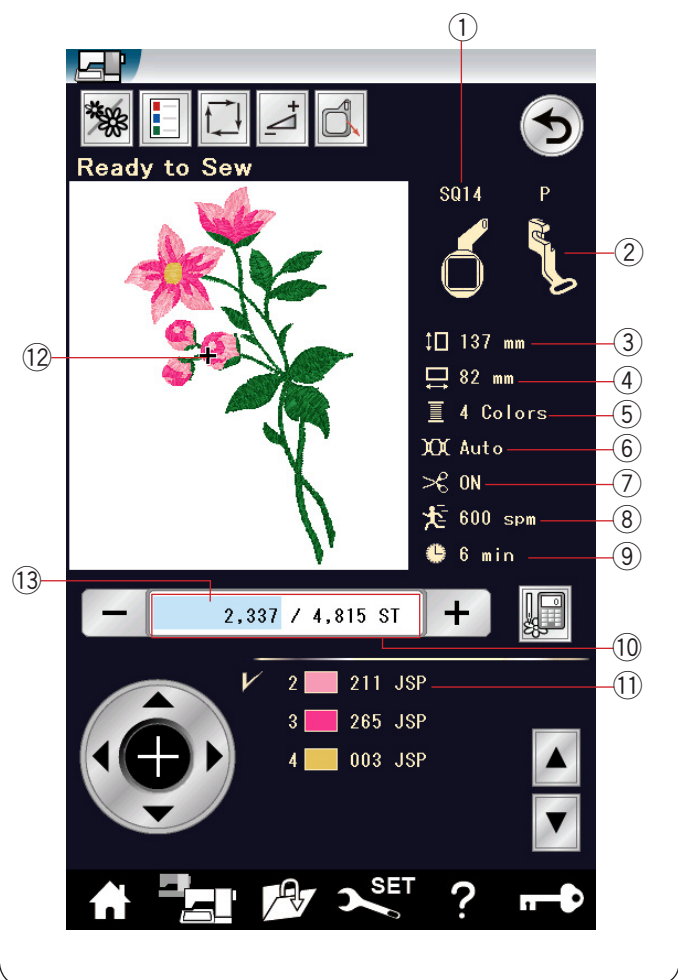 ①
Ready to Sew
SQ14 P
②
⑫
137 mm ③
82 mm ④
4 Colors ⑤
Auto ⑥
ON ⑦
600 spm ⑧
6 min ⑨
⑬
− 2,337 / 4,815 ST +
⑩
2 211 JSP ⑪
3 265 JSP
4 003 JSP
SET
?